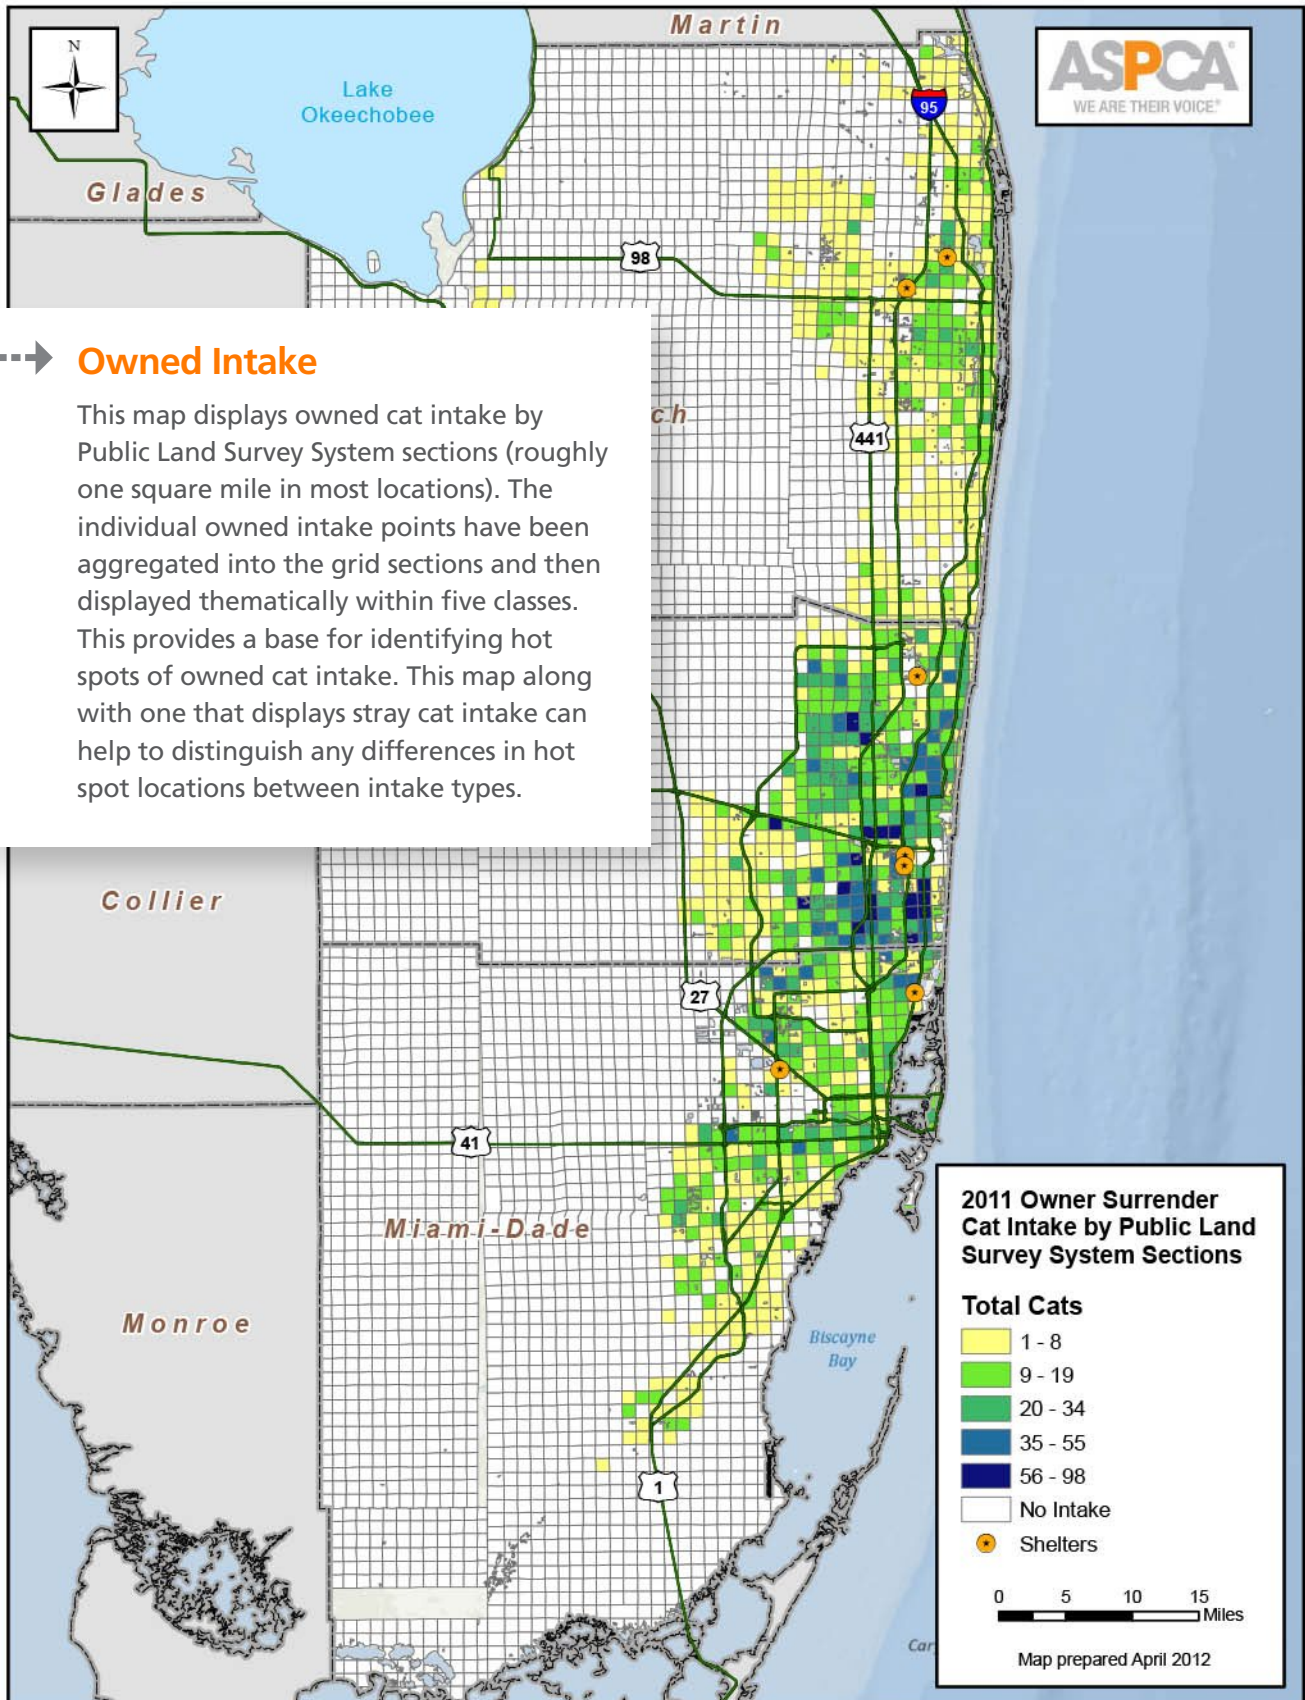 Martin
N
ASPCA®
WE ARE THEIR VOICE®
Lake
Okeechobee
95
Glades
98
Owned Intake
This map displays owned cat intake by
Public Land Survey System sections (roughly
one square mile in most locations). The
individual owned intake points have been
aggregated into the grid sections and then
displayed thematically within five classes.
This provides a base for identifying hot
spots of owned cat intake. This map along
with one that displays stray cat intake can
help to distinguish any differences in hot
spot locations between intake types.
ch
441
Collier
27
41
Miami-Dade
Monroe
Biscayne
Bay
1
2011 Owner Surrender
Cat Intake by Public Land
Survey System Sections
Total Cats
1 - 8
9 - 19
20 - 34
35 - 55
56 - 98
No Intake
Shelters
0 5 10 15
Miles
Map prepared April 2012
Car